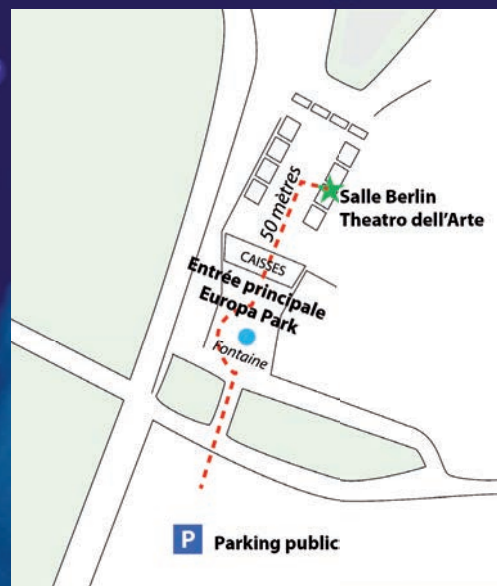 Salle Berlin
Theatro dell'Arte
50 mètres
CAISSES
Entrée principale
Europa Park
Fontaine
P Parking public